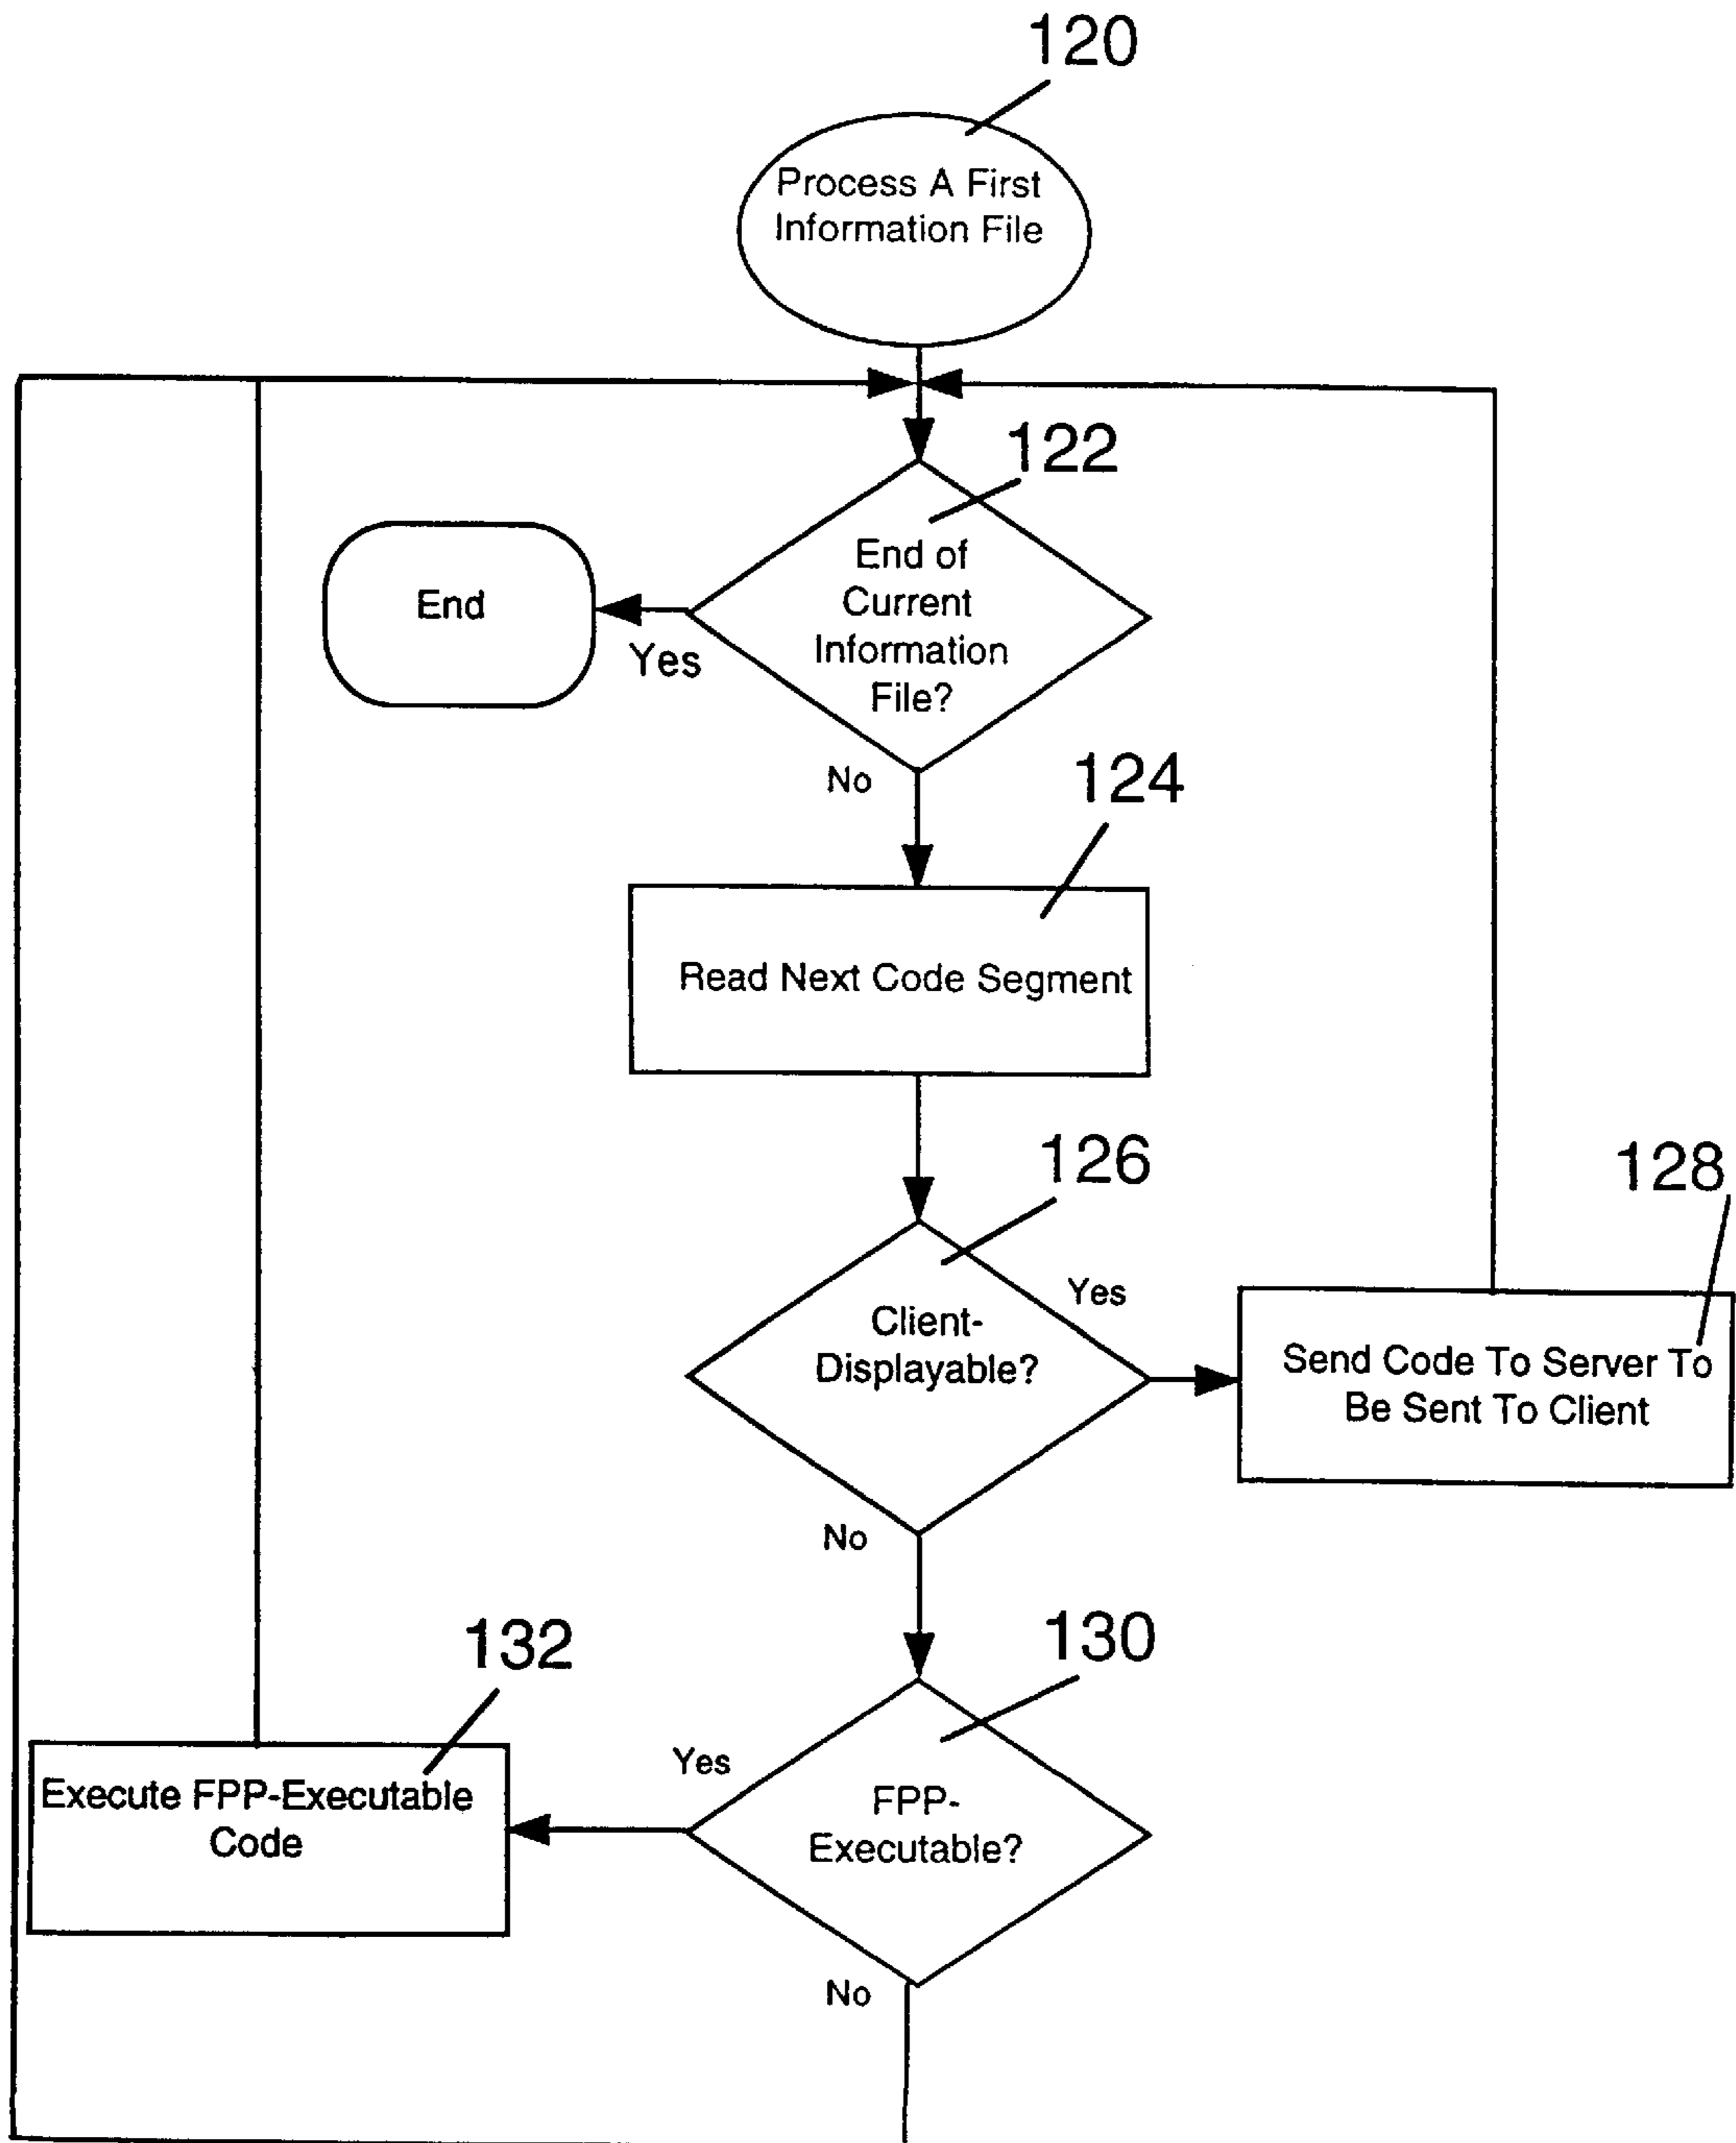 120
Process A First
Information File
122
End of
Current
Information
File?
End
Yes
No
124
Read Next Code Segment
126
128
Client-
Displayable?
Yes
Send Code To Server To
Be Sent To Client
No
130
132
FPP-
Executable?
Yes
Execute FPP-Executable
Code
No